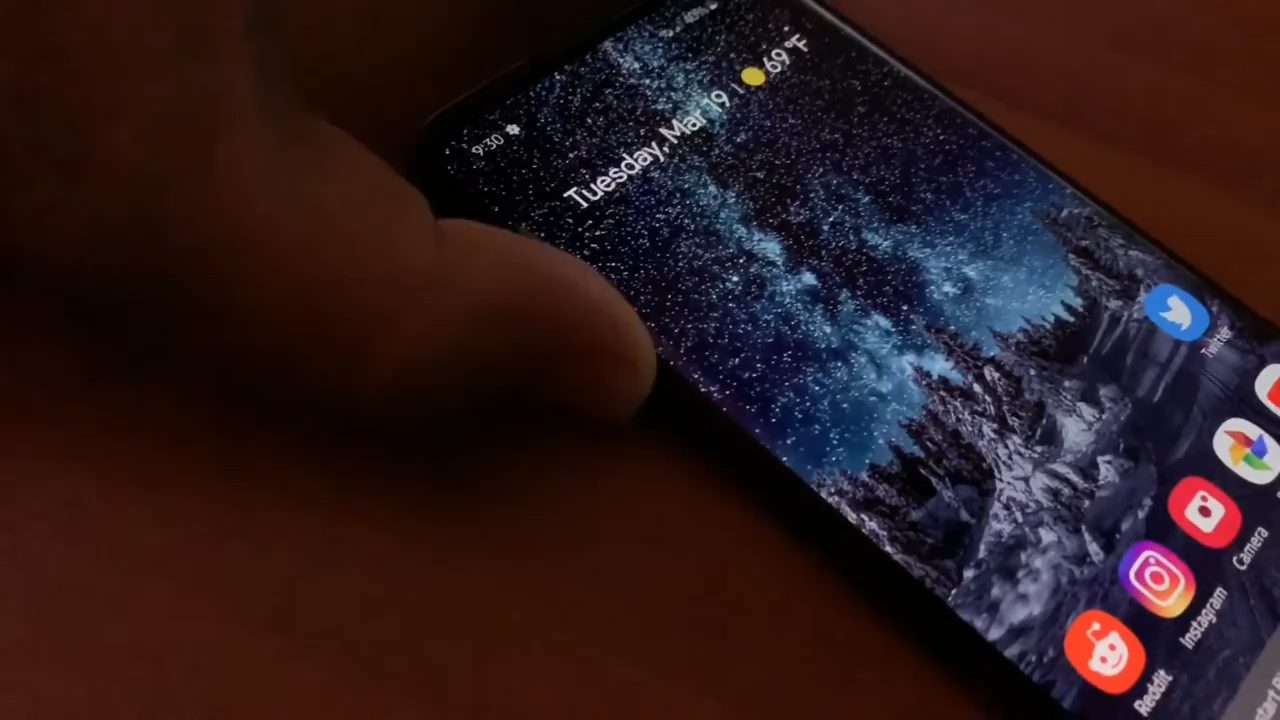 9:30
Tuesday, Mar 19 | 69 °F
Twitter
Camera
Instagram
Reddit